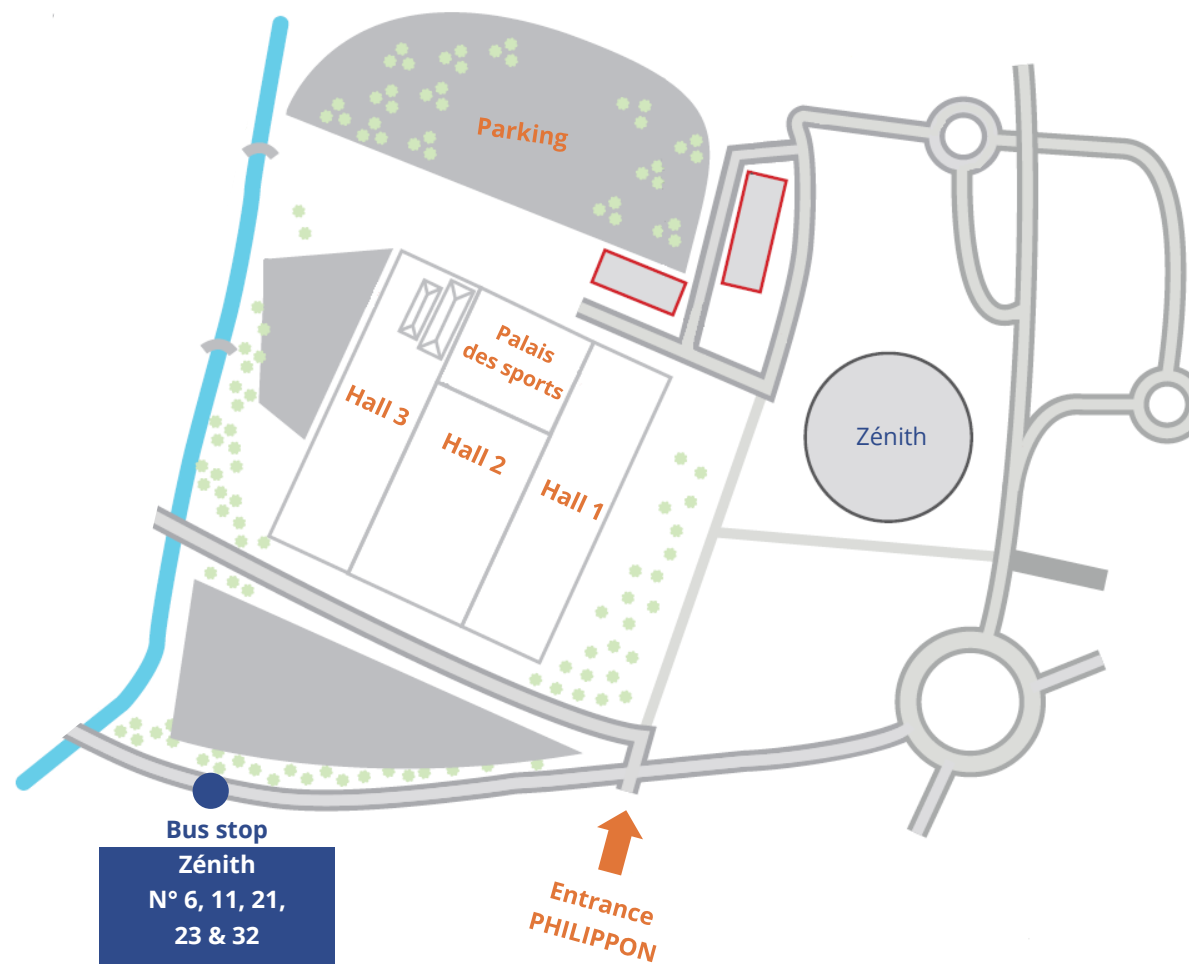 Parking
Palais
des sports
Hall 3
Hall 2
Hall 1
Zénith
Bus stop
Zénith
N° 6, 11, 21,
23 & 32
Entrance
PHILIPPON